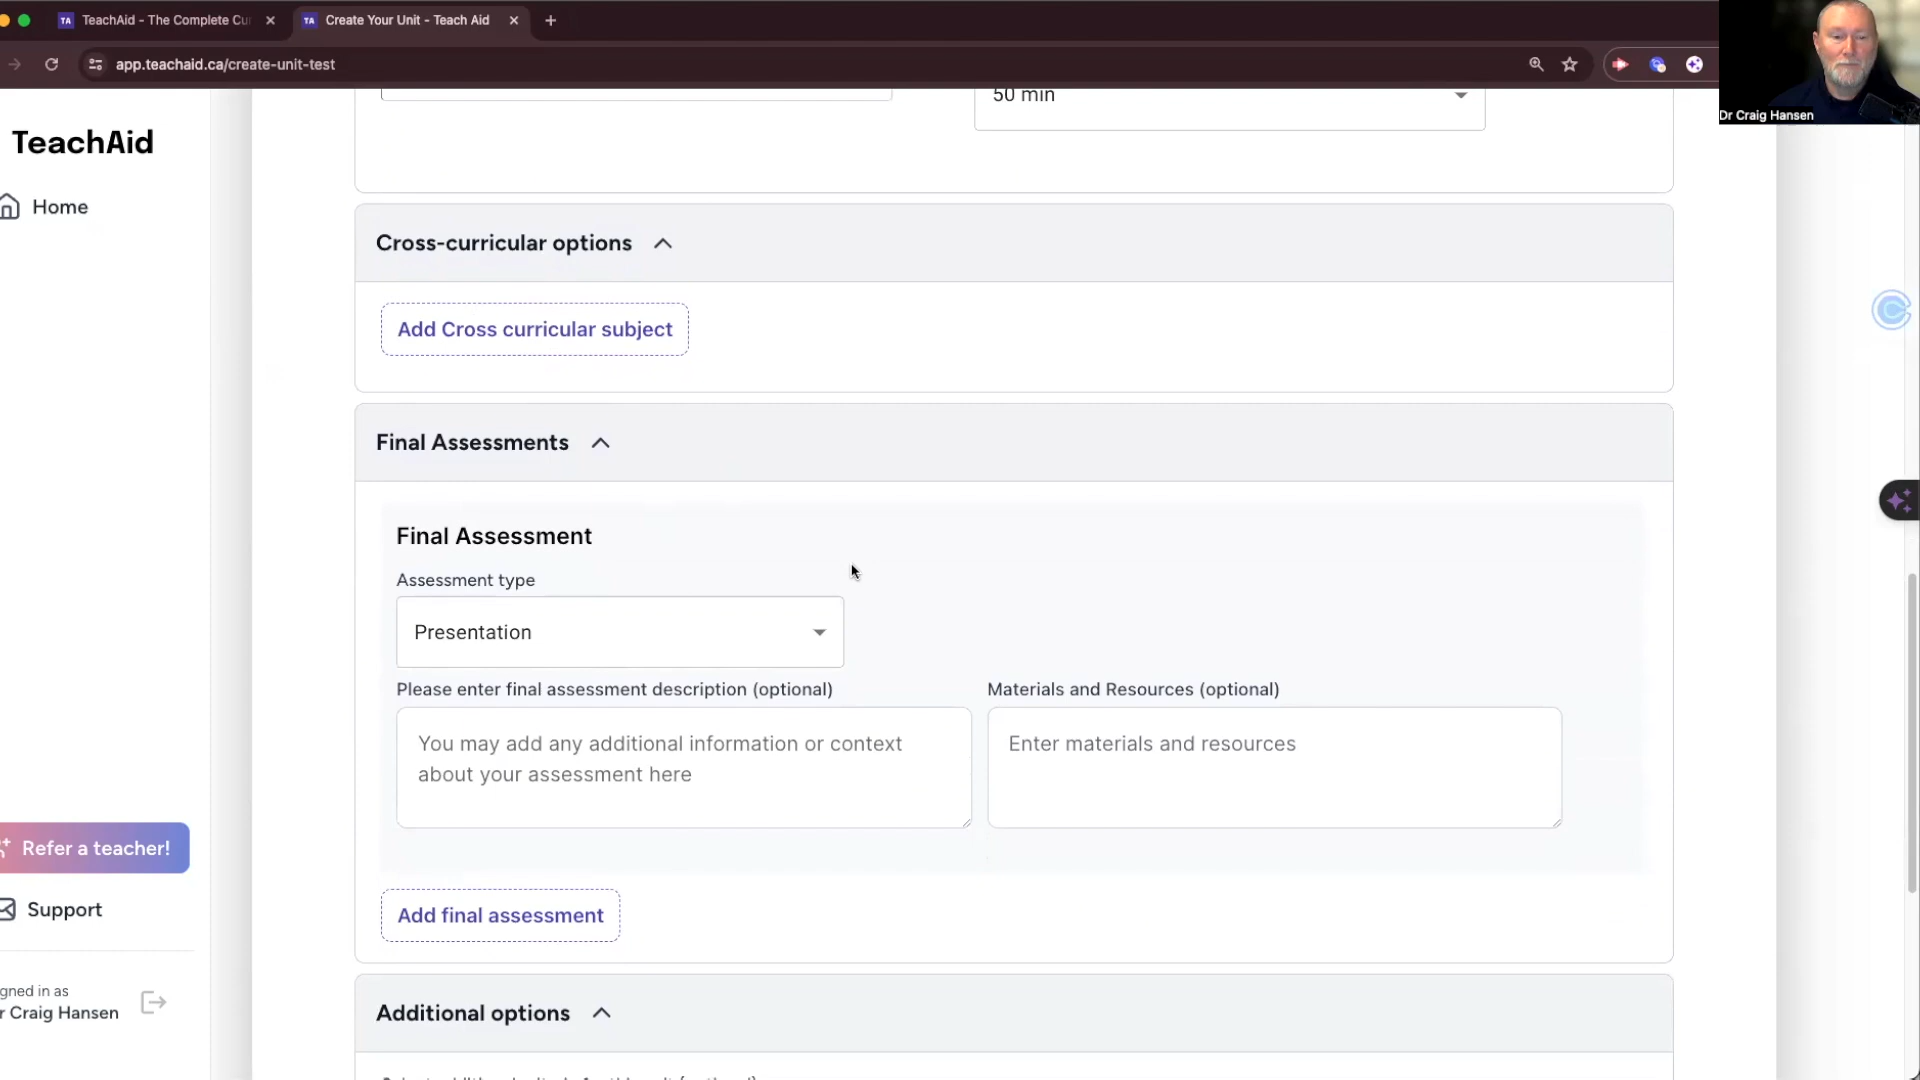 TA TeachAid - The Complete Cu
TA Create Your Unit - Teach Aid
app.teachaid.ca/create-unit-test
Dr Craig Hansen
TeachAid
Home
50 min
Cross-curricular options
Add Cross curricular subject
Final Assessments
Final Assessment
Assessment type
Presentation
Please enter final assessment description (optional)
Materials and Resources (optional)
You may add any additional information or context
about your assessment here
Enter materials and resources
Add final assessment
Refer a teacher!
Support
gned in as
r Craig Hansen
Additional options